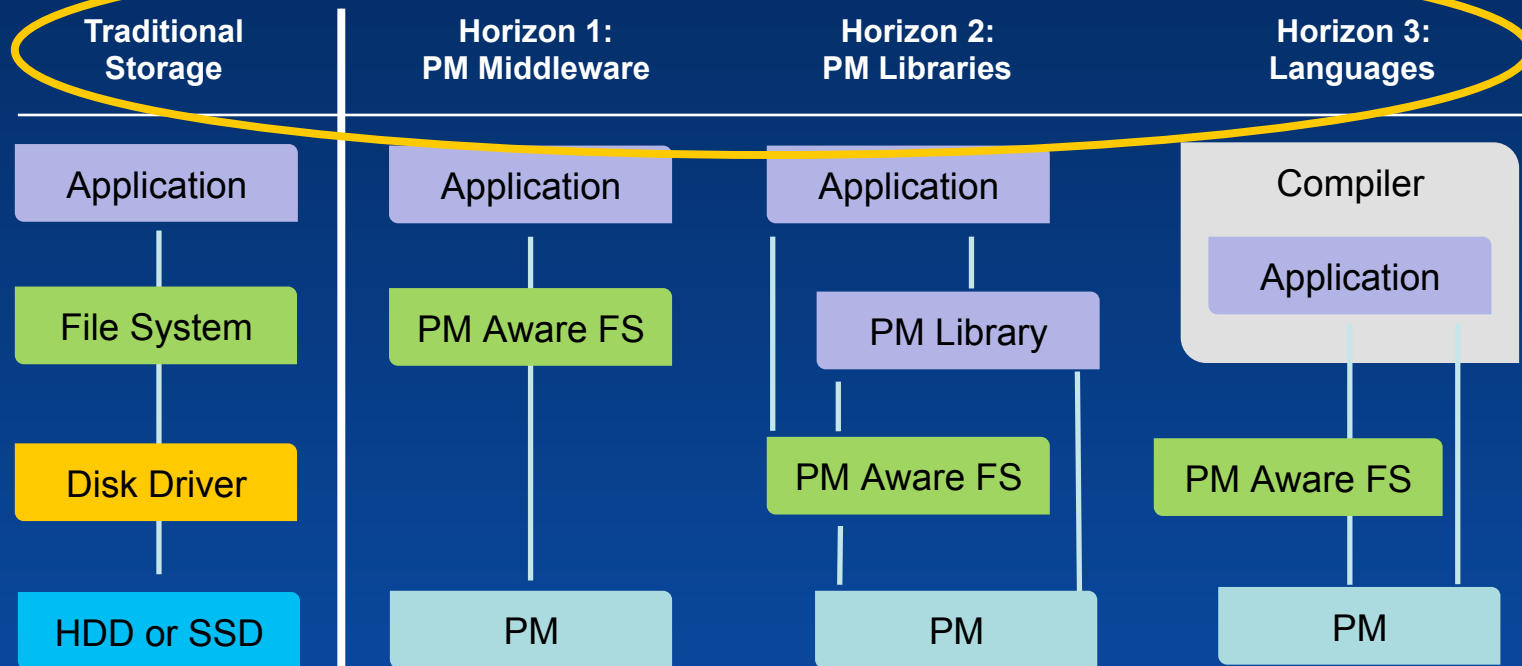 Traditional
Storage
Horizon 1:
PM Middleware
Horizon 2:
PM Libraries
Horizon 3:
Languages
Application
File System
Disk Driver
HDD or SSD
Application
PM Aware FS
PM
Application
PM Library
PM Aware FS
PM
Compiler
Application
PM Aware FS
PM